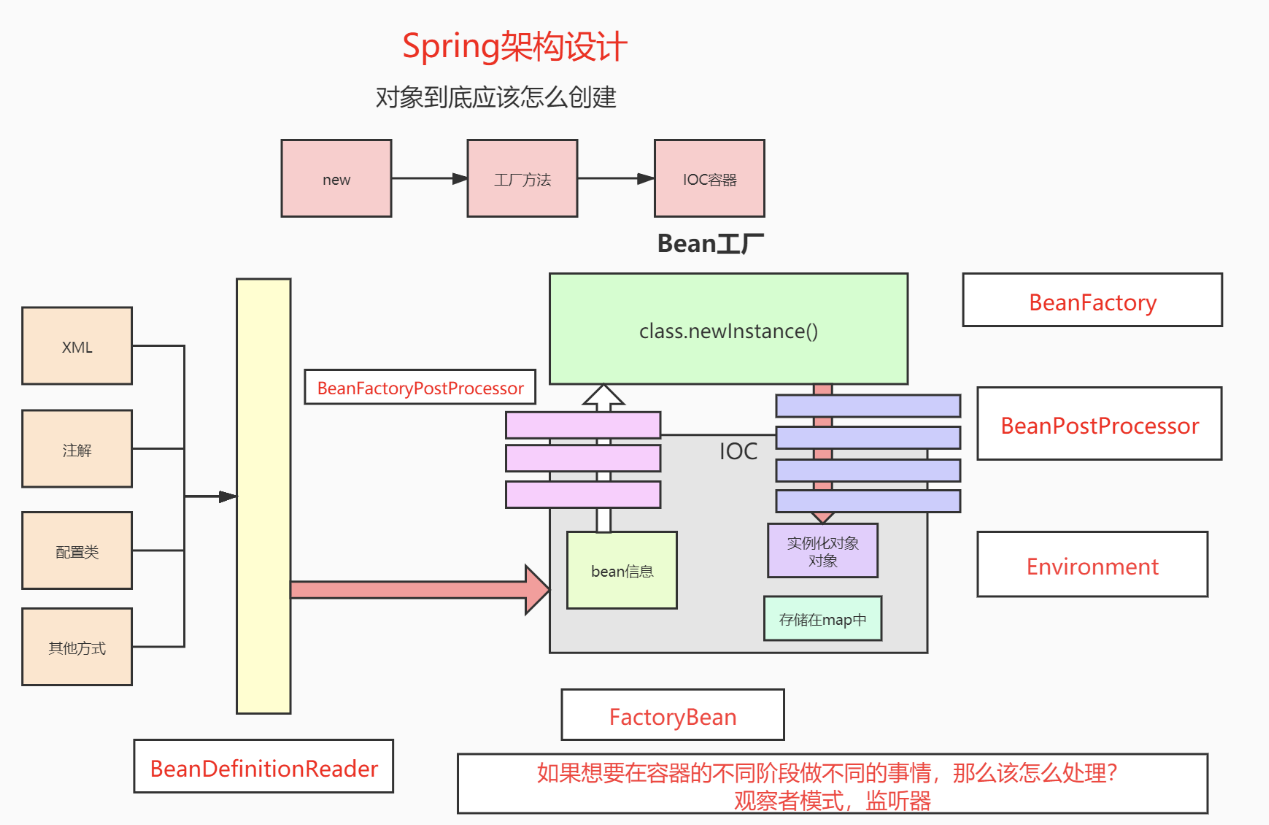 Spring架构设计
对象到底应该怎么创建
new
工厂方法
IOC容器
Bean工厂
class.newInstance()
BeanFactory
XML
BeanFactoryPostProcessor
BeanPostProcessor
注解
IOC
配置类
bean信息
实例化对象
对象
Environment
其他方式
存储在map中
FactoryBean
BeanDefinitionReader
如果想要在容器的不同阶段做不同的事情，那么该怎么处理？
观察者模式，监听器